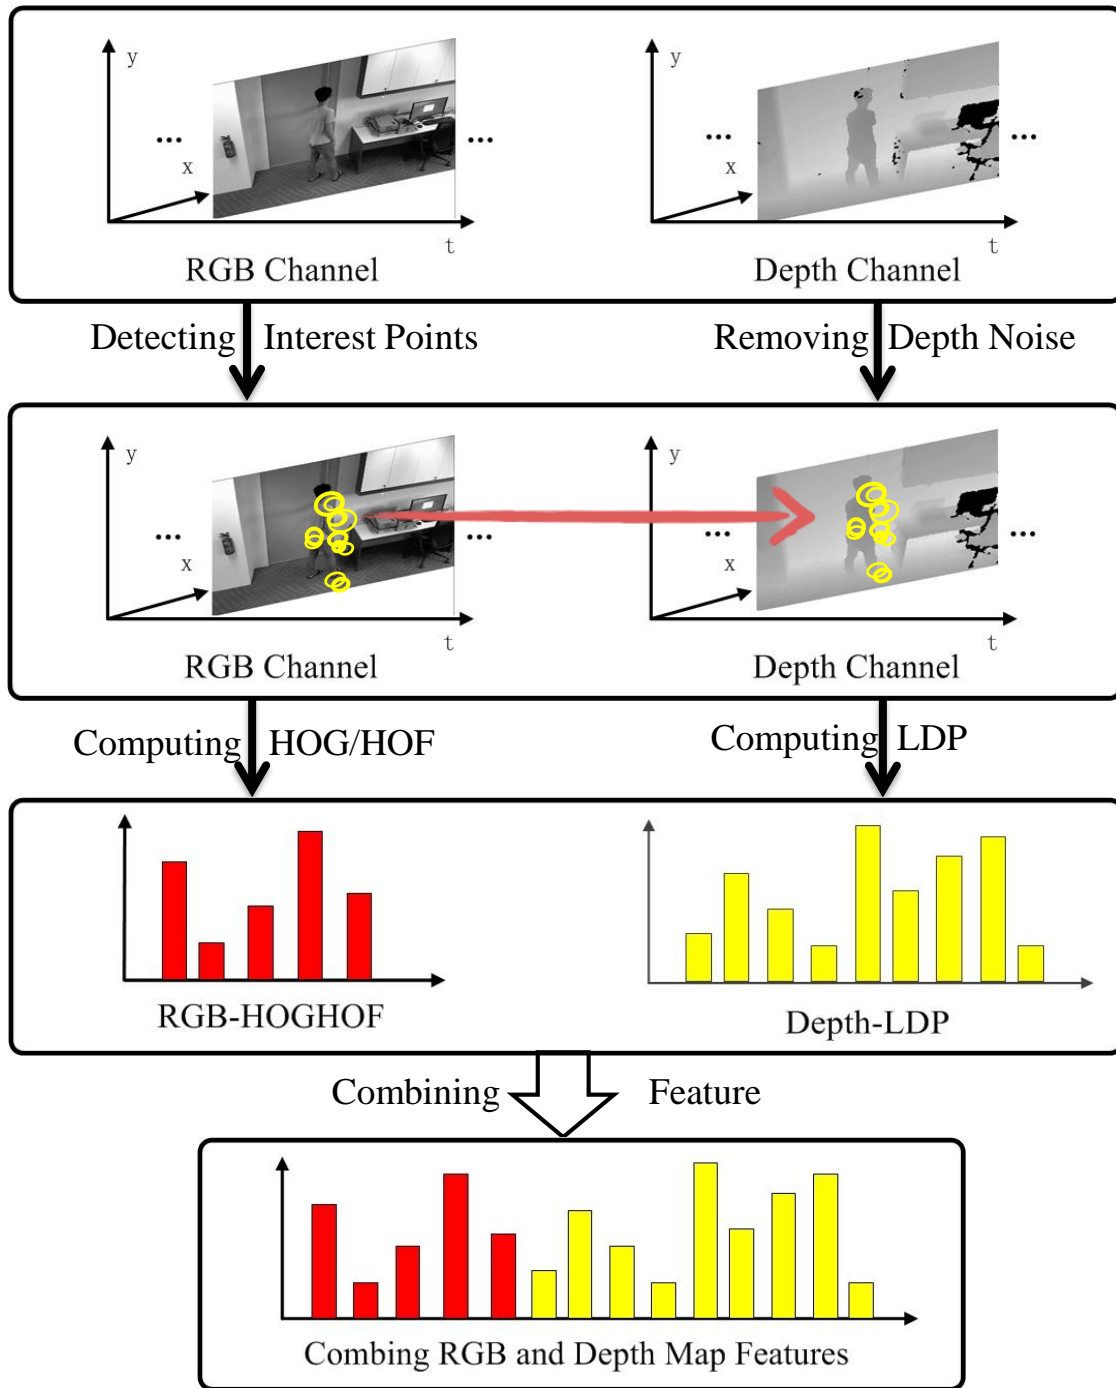 y
y
... ... ... ...
x
x
t
t
RGB Channel
Depth Channel
Detecting Interest Points
Removing Depth Noise
y
y
... ... ... ...
x
x
t
t
RGB Channel
Depth Channel
Computing HOG/HOF
Computing LDP
RGB-HOGHOF
Depth-LDP
Combining Feature
Combing RGB and Depth Map Features